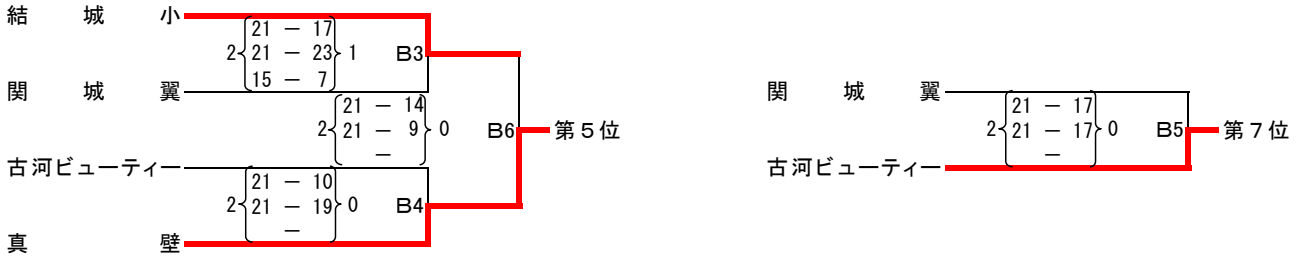 結城小
21 － 17
2 21 － 23 1 B3
15 － 7
関城翼
21 － 14
2 21 － 9 0 B6 第５位
－
古河ビューティー
21 － 10
2 21 － 19 0 B4
－
真壁
関城翼
21 － 17
2 21 － 17 0 B5 第７位
－
古河ビューティー